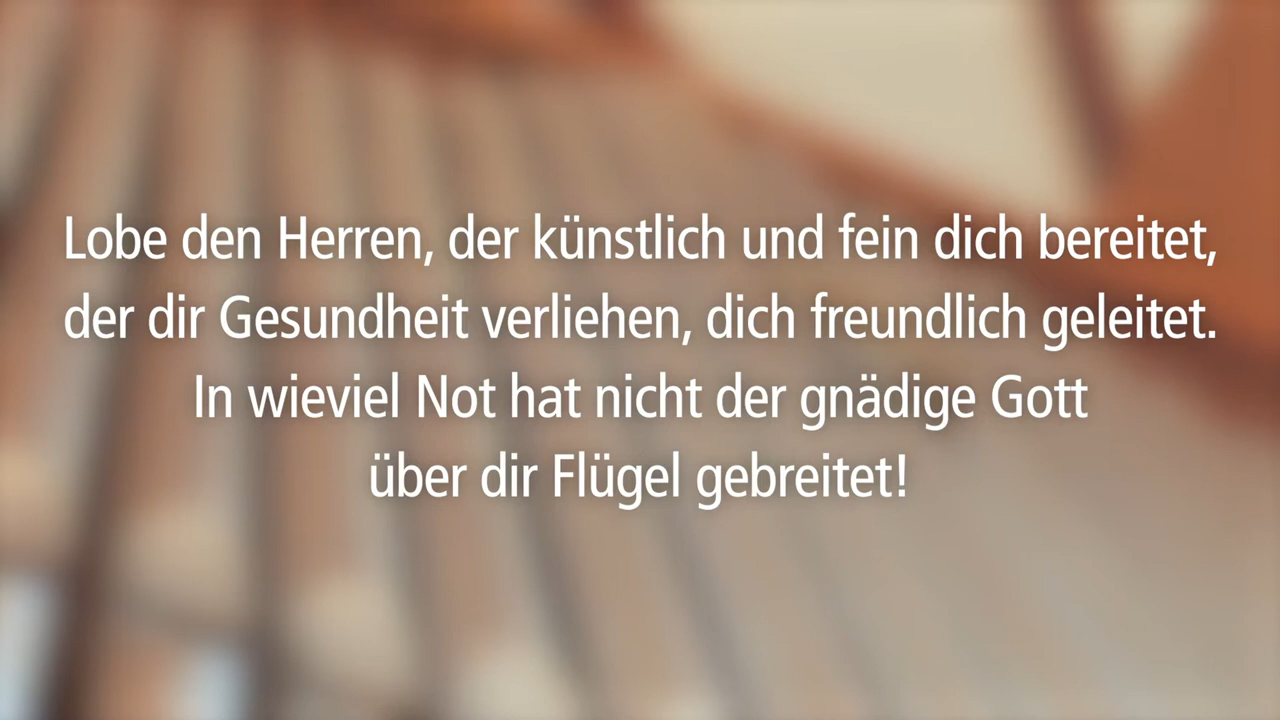 Lobe den Herren, der künstlich und fein dich bereitet,
der dir Gesundheit verliehen, dich freundlich geleitet.
In wieviel Not hat nicht der gnädige Gott
über dir Flügel gebreitet!